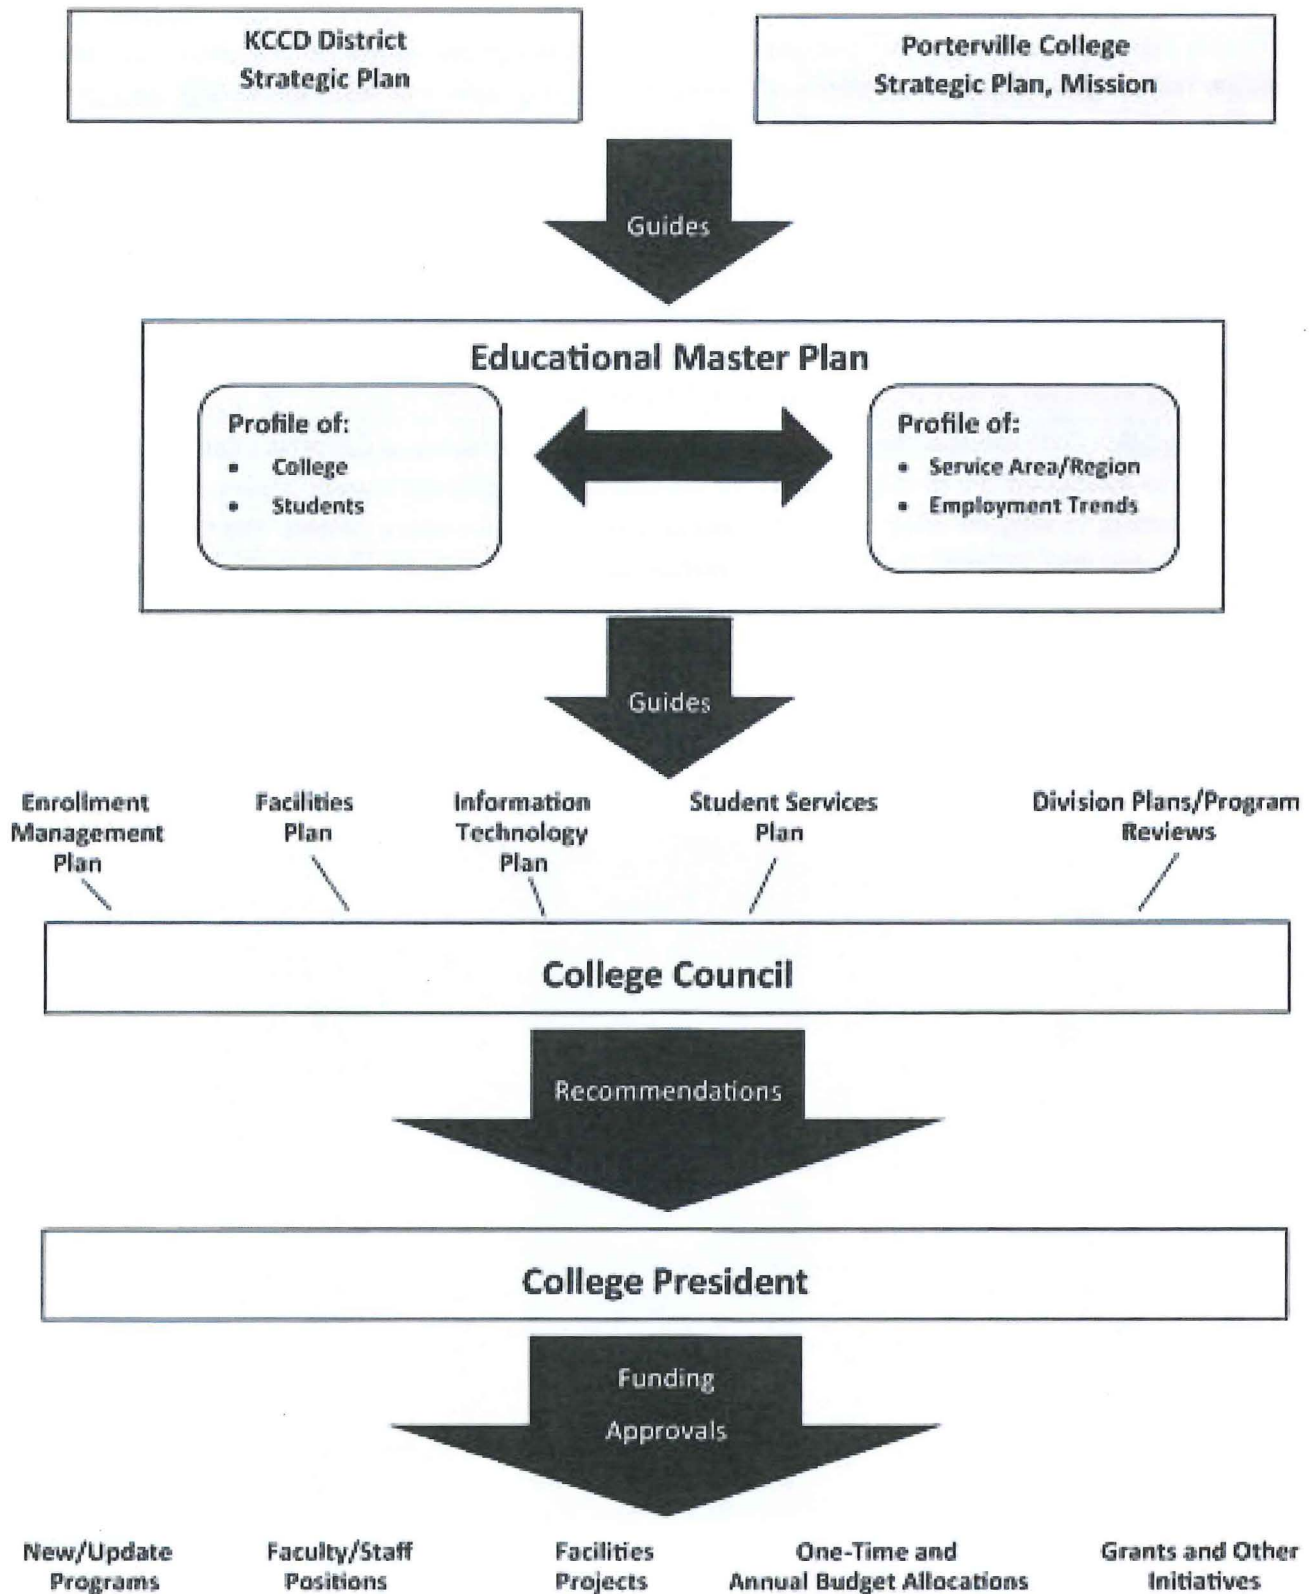 KCCD District
Strategic Plan
Porterville College
Strategic Plan, Mission
Guides
Educational Master Plan
Profile of:
• College
• Students
Profile of:
• Service Area/Region
• Employment Trends
Guides
Enrollment
Management
Plan
Facilities
Plan
Information
Technology
Plan
Student Services
Plan
Division Plans/Program
Reviews
College Council
Recommendations
College President
Funding
Approvals
New/Update
Programs
Faculty/Staff
Positions
Facilities
Projects
One-Time and
Annual Budget Allocations
Grants and Other
Initiatives